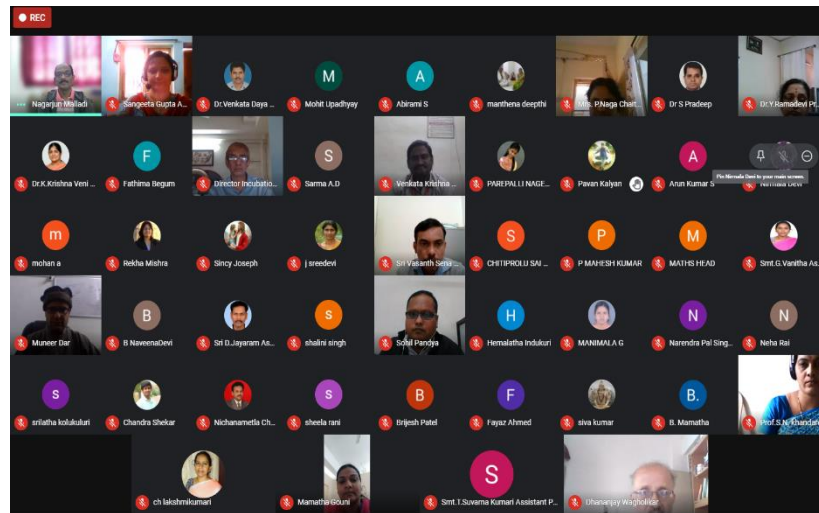 REC
Nagarjun Malladi
Sangeeta Gupta A...
Dr.Venkata Daya ...
M
Mohit Upadhyay
A
Abirami S
manthena deepthi
Mrs. P.Naga Chait...
Dr S Pradeep
Dr.Y.Ramadevi Pr...
Dr.K.Krishna Veni ...
F
Fathima Begum
Director Incubatio...
S
Sarma A.D
Venkata Krishna ...
PAREPALLI NAGE...
Pavan Kalyan
A
Arun Kumar S
Pin Nirmala Devi to your main screen.
Nirmala Devi
m
mohan a
Rekha Mishra
Sincy Joseph
j sreedevi
Sri Vasanth Sena ...
S
CHITIPROLU SAI ...
P
P MAHESH KUMAR
M
MATHS HEAD
Smt.G.Vanitha As...
Muneer Dar
B
B NaveenaDevi
Sri D.Jayaram As...
s
shalini singh
Sohil Pandya
H
Hemalatha Indukuri
MANIMALA G
N
Narendra Pal Sing...
N
Neha Rai
s
srilatha kolukuluri
Chandra Shekar
Nichanametla Ch...
s
sheela rani
B
Brijesh Patel
F
Fayaz Ahmed
siva kumar
B.
B. Mamatha
Prof.S.N. khandare
ch lakshmikumari
Mamatha Gouni
S
Smt.T.Suvarna Kumari Assistant P...
Dhananjay Wagholikar